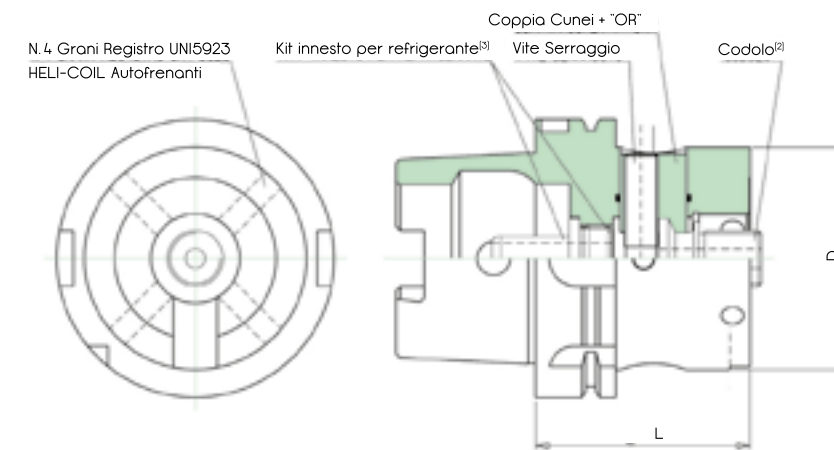 Coppia Cunei + "OR"
N.4 Grani Registro UNI5923
Kit innesto per refrigerante(3)
Vite Serraggio
Codolo(2)
HELI-COIL Autofrenanti
L